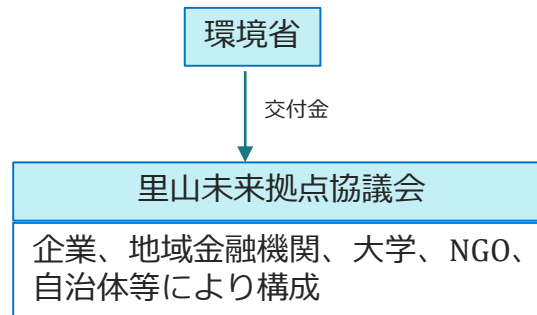 環境省
交付金
里山未来拠点協議会
企業、地域金融機関、大学、NGO、
自治体等により構成